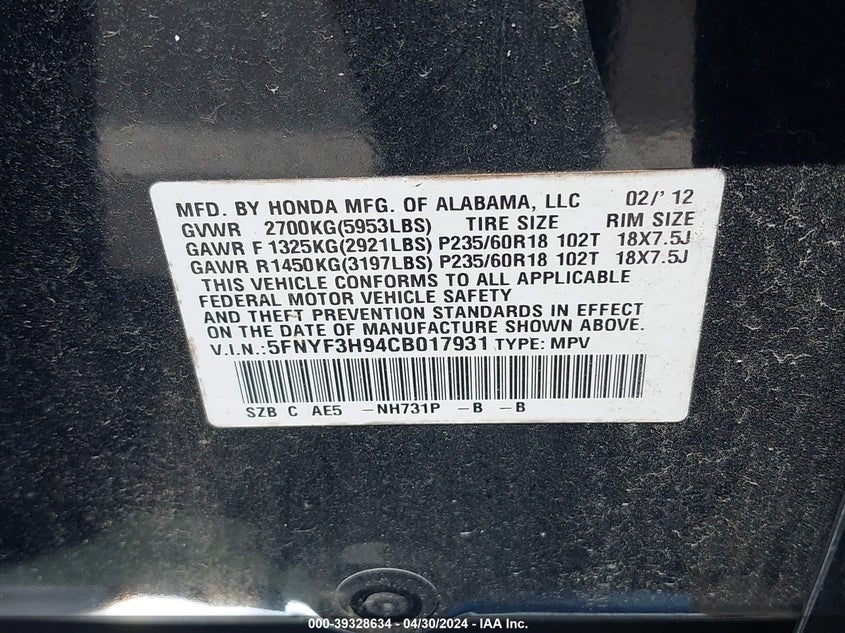 MFD. BY HONDA MFG. OF ALABAMA, LLC 02/'12
GVWR 2700KG(5953LBS) TIRE SIZE RIM SIZE
GAWR F 1325KG(2921LBS) P235/60R18 102T 18X7.5J
GAWR R1450KG(3197LBS) P235/60R18 102T 18X7.5J
THIS VEHICLE CONFORMS TO ALL APPLICABLE
FEDERAL MOTOR VEHICLE SAFETY
AND THEFT PREVENTION STANDARDS IN EFFECT
ON THE DATE OF MANUFACTURE SHOWN ABOVE.
V.I.N.:5FNYF3H94CB017931 TYPE: MPV
SZB C AE5 -NH731P -B -B
000-39328634 - 04/30/2024 - IAA Inc.